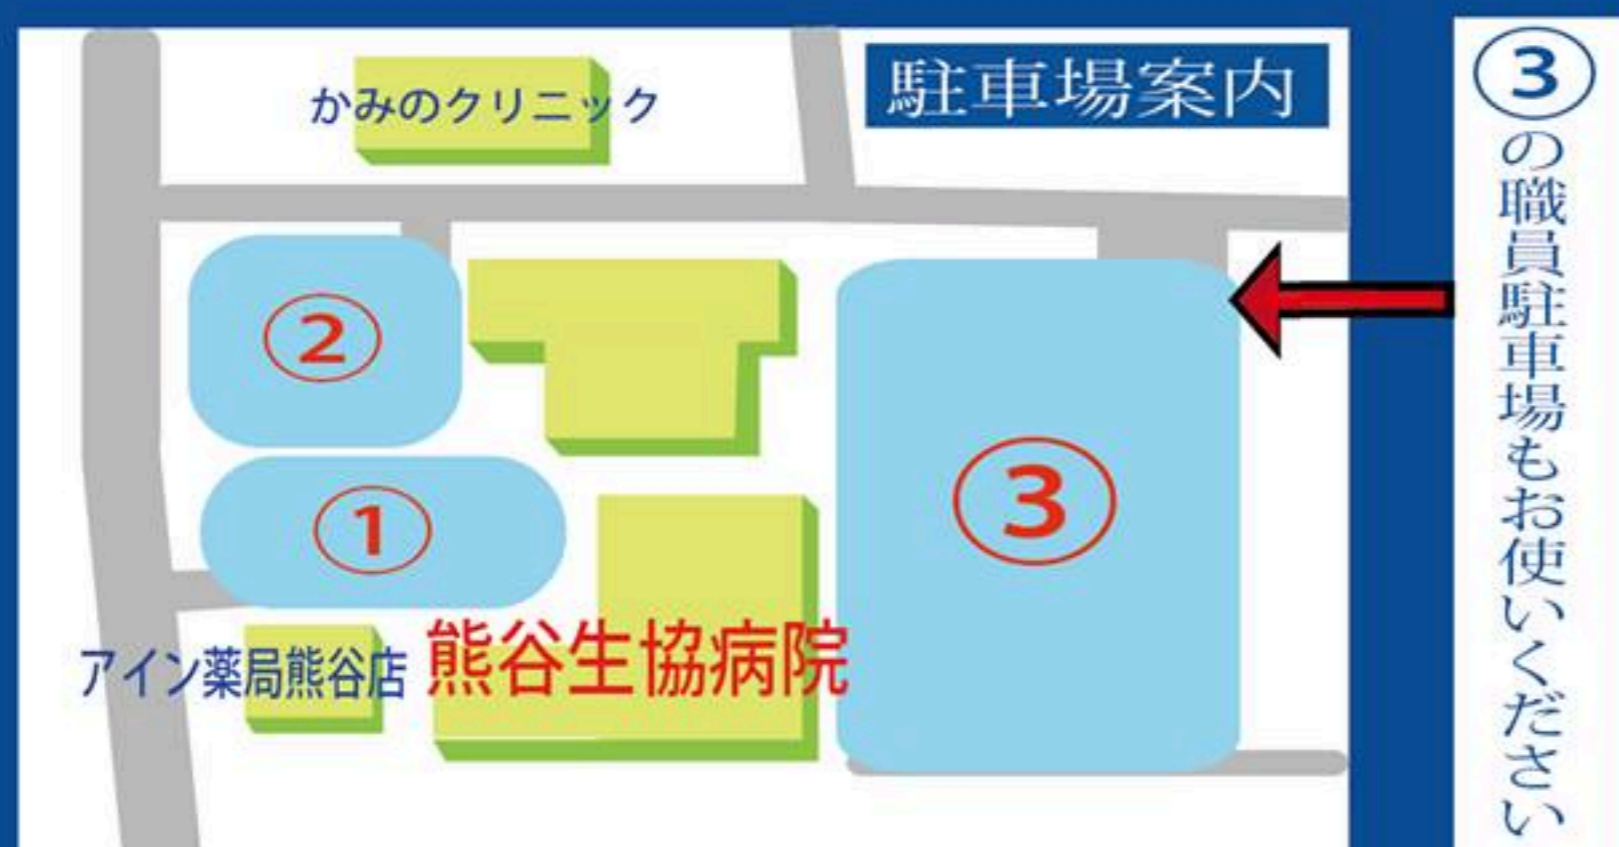 駐車場案内
かみのクリニック
②
①
③
アイン薬局熊谷店
熊谷生協病院
③の職員駐車場もお使いください